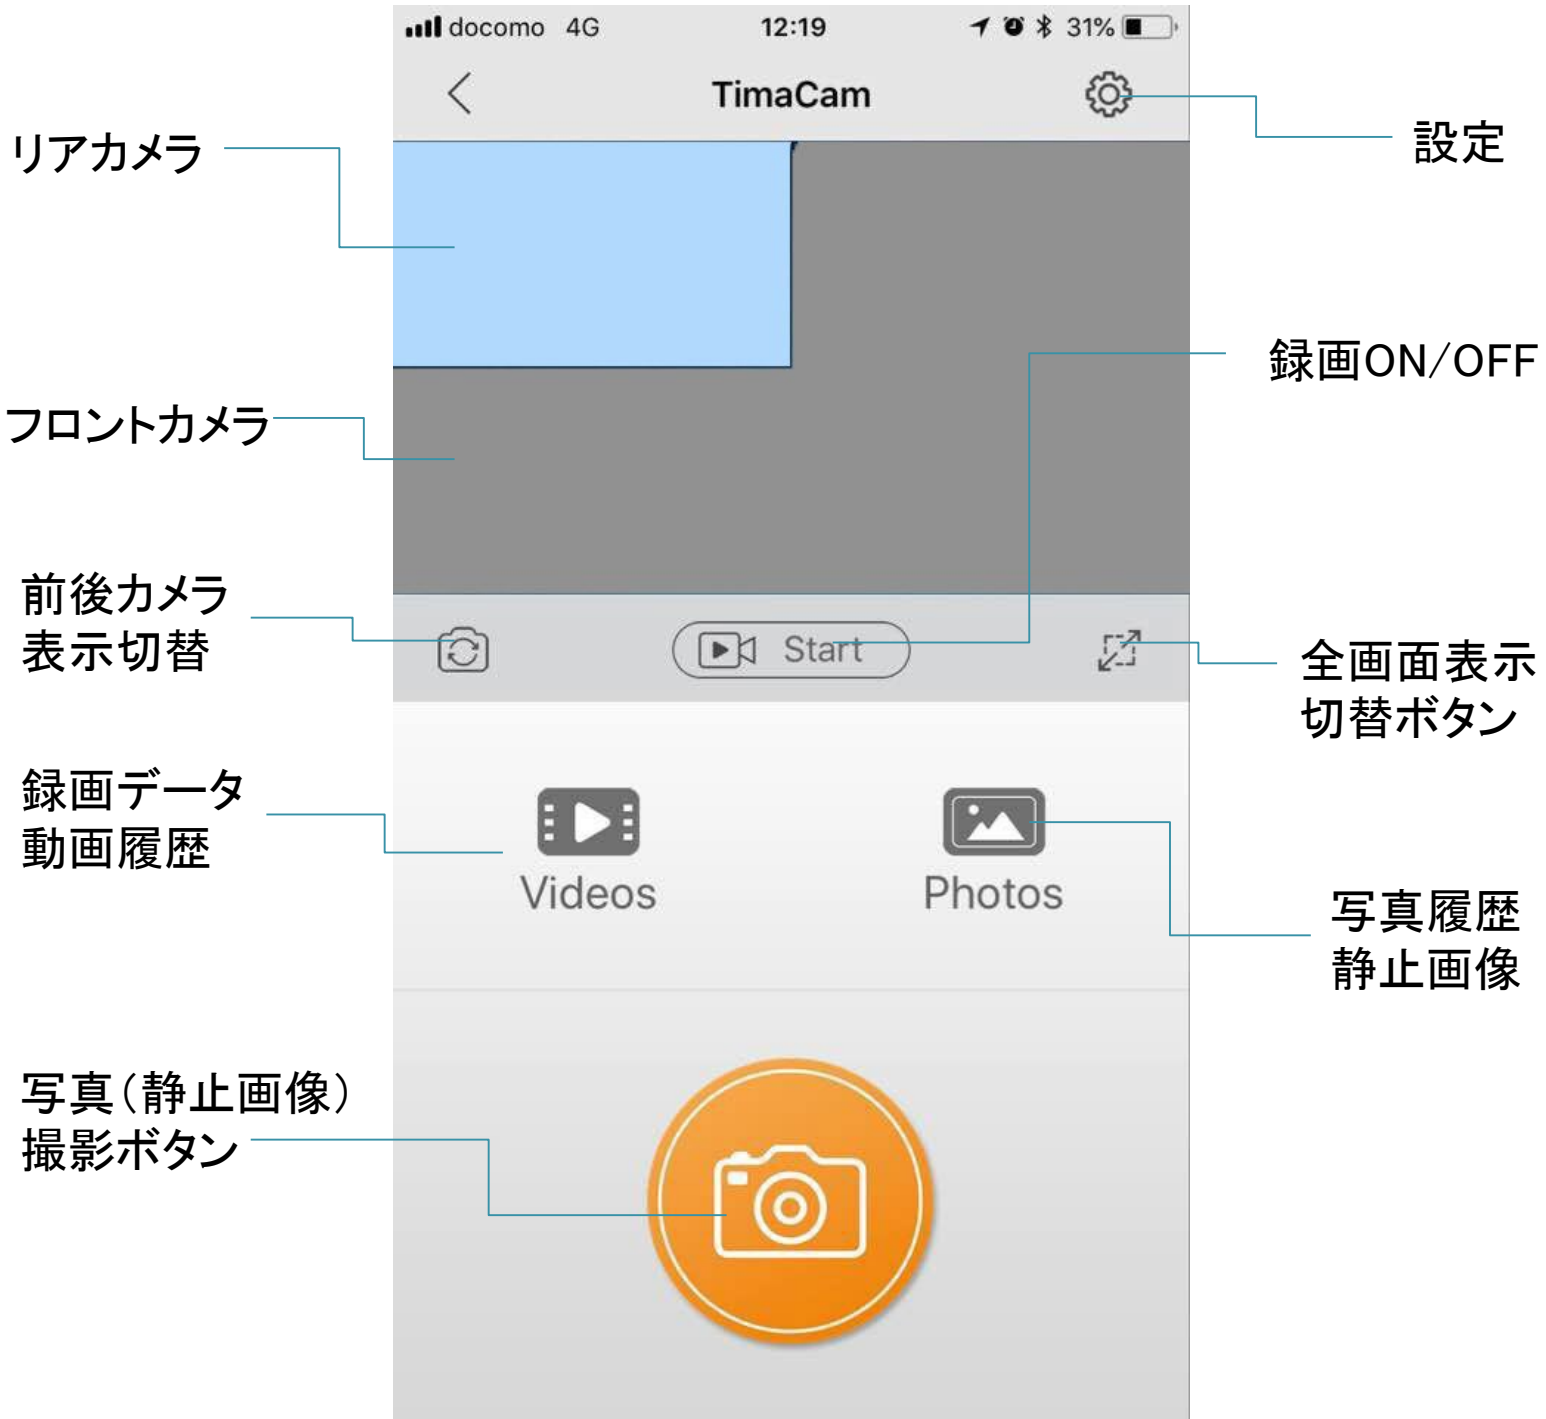 docomo 4G 12:19 31%
TimaCam
リアカメラ
設定
録画ON/OFF
フロントカメラ
前後カメラ
表示切替
Start
全画面表示
切替ボタン
録画データ
動画履歴
Videos
Photos
写真履歴
静止画像
写真(静止画像)
撮影ボタン